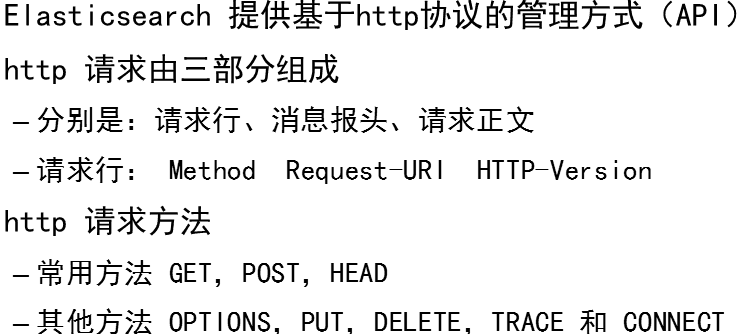 Elasticsearch 提供基于http协议的管理方式（API）
http 请求由三部分组成
–分别是：请求行、消息报头、请求正文
–请求行： Method Request-URI HTTP-Version
http 请求方法
–常用方法 GET, POST, HEAD
–其他方法 OPTIONS, PUT, DELETE, TRACE 和 CONNECT